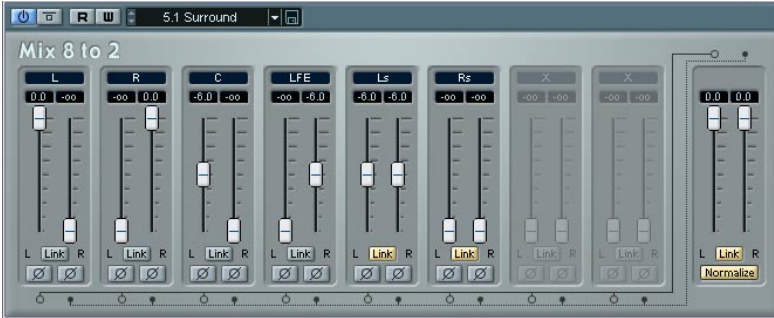 R W 5.1 Surround
Mix 8 to 2
L R C LFE Ls Rs X X
0.0 -oo -oo 0.0 -6.0 -oo -oo -6.0 -6.0 -6.0 -oo -oo -oo -oo -oo -oo 0.0 0.0
L Link R L Link R L Link R L Link R L Link R L Link R L Link R L Link R L Link R
Ø Ø Ø Ø Ø Ø Ø Ø Ø Ø Ø Ø Ø Ø Ø Ø Normalize